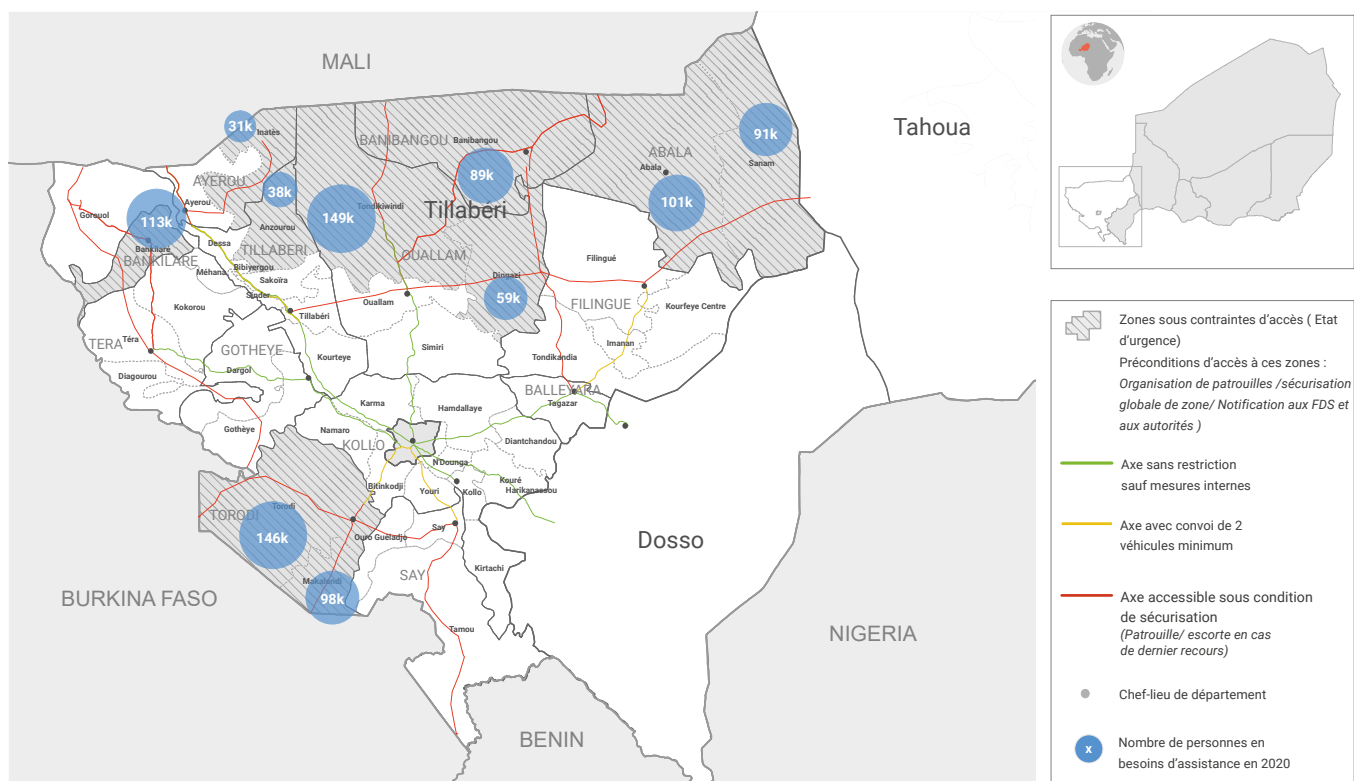 MALI
Tahoua
31k
Inatès
BANIBANGOU
Banibangou
91k
Sanam
ABALA
Abala
AYEROU
38k
89k
Ayerou
149k
Tondikiwindi
Tillabéri
101k
Gorouol
113k
Anzourou
Bankilaré
BANKILARE
Dessa
TILLABERI
OUALLAM
Filingué
Méhana
Bibiyergou
Sakoïra
Dingazi
Sinder
59k
Kokorou
Tillabéri
Ouallam
FILINGUE
Kourfeye Centre
TERA
Téra
GOTHEYE
Kourteye
Simiri
Imanan
Tondikandia
Diagourou
Dargol
BALLEYARA
Tagazar
Karma
Hamdallaye
Gothèye
Namaro
KOLLO
Diantchandou
N'Dounga
Bitinkodji
Youri
Kollo
Kouré
Harikanassou
TORODI
Torodi
146k
Say
Ouro Gueladjo
Dosso
SAY
Kirtachi
Makalondi
98k
Tamou
BURKINA FASO
NIGERIA
BENIN
Zones sous contraintes d'accès ( Etat
d'urgence)
Préconditions d'accès à ces zones :
Organisation de patrouilles /sécurisation
globale de zone/ Notification aux FDS et
aux autorités )
Axe sans restriction
sauf mesures internes
Axe avec convoi de 2
véhicules minimum
Axe accessible sous condition
de sécurisation
(Patrouille/ escorte en cas
de dernier recours)
Chef-lieu de département
x
Nombre de personnes en
besoins d'assistance en 2020